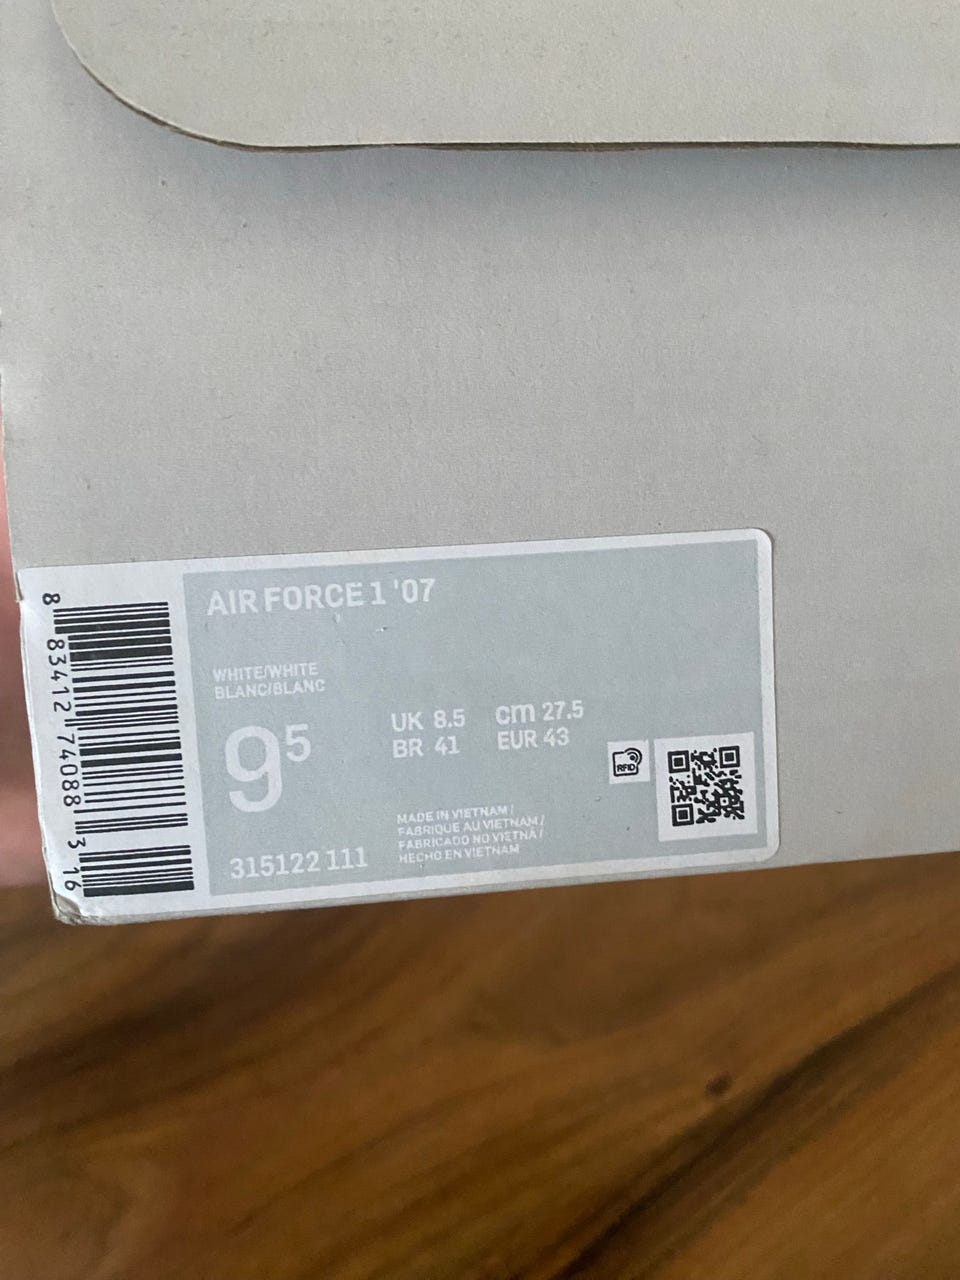 AIR FORCE 1 '07
WHITE/WHITE
BLANC/BLANC
9⁵
UK 8.5 cm 27.5
BR 41 EUR 43
RFID
MADE IN VIETNAM /
FABRIQUE AU VIETNAM /
FABRICADO NO VIETNÃ /
HECHO EN VIETNAM
315122 111
8 83412 74088 3 16